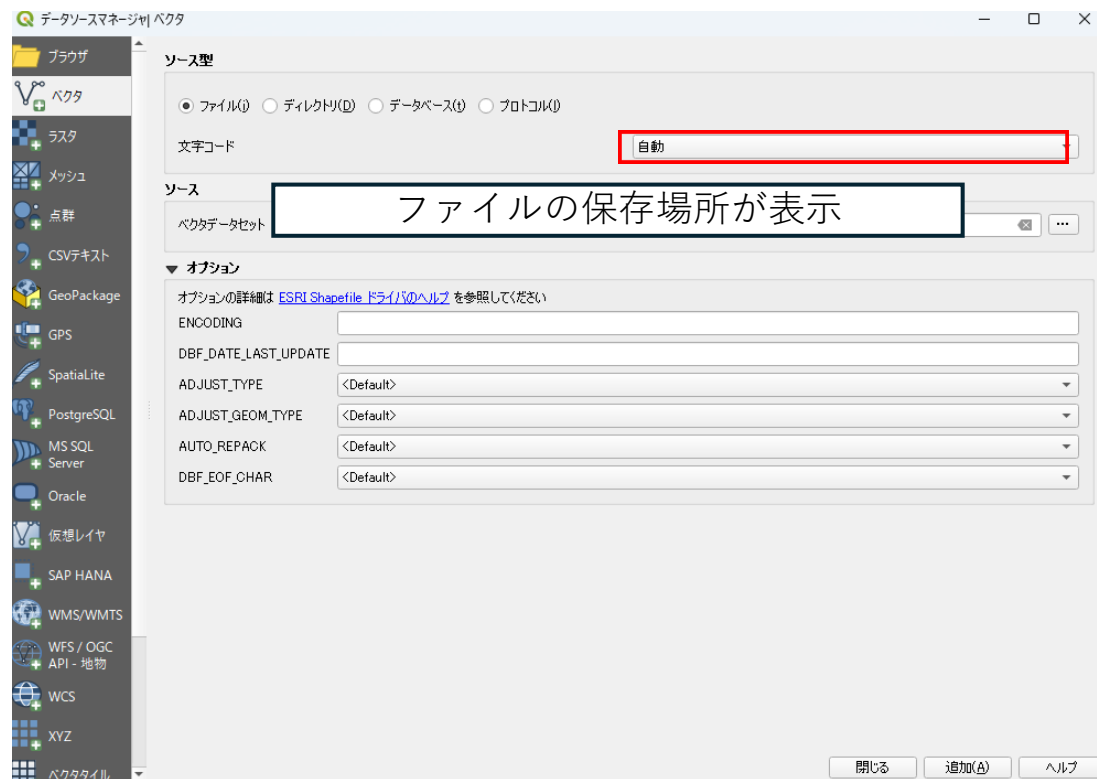 データソースマネージャ| ベクタ
ブラウザ
ベクタ
ラスタ
メッシュ
点群
CSVテキスト
GeoPackage
GPS
SpatiaLite
PostgreSQL
MS SQL
Server
Oracle
仮想レイヤ
SAP HANA
WMS/WMTS
WFS / OGC
API - 地物
WCS
XYZ
ベクタタイル
ソース型
ファイル(i) ディレクトリ(D) データベース(t) プロトコル(l)
文字コード 自動
ソース
ファイルの保存場所が表示
ベクタデータセット ...
オプション
オプションの詳細は ESRI Shapefile ドライバのヘルプ を参照してください
ENCODING
DBF_DATE_LAST_UPDATE
ADJUST_TYPE <Default>
ADJUST_GEOM_TYPE <Default>
AUTO_REPACK <Default>
DBF_EOF_CHAR <Default>
閉じる 追加(A) ヘルプ